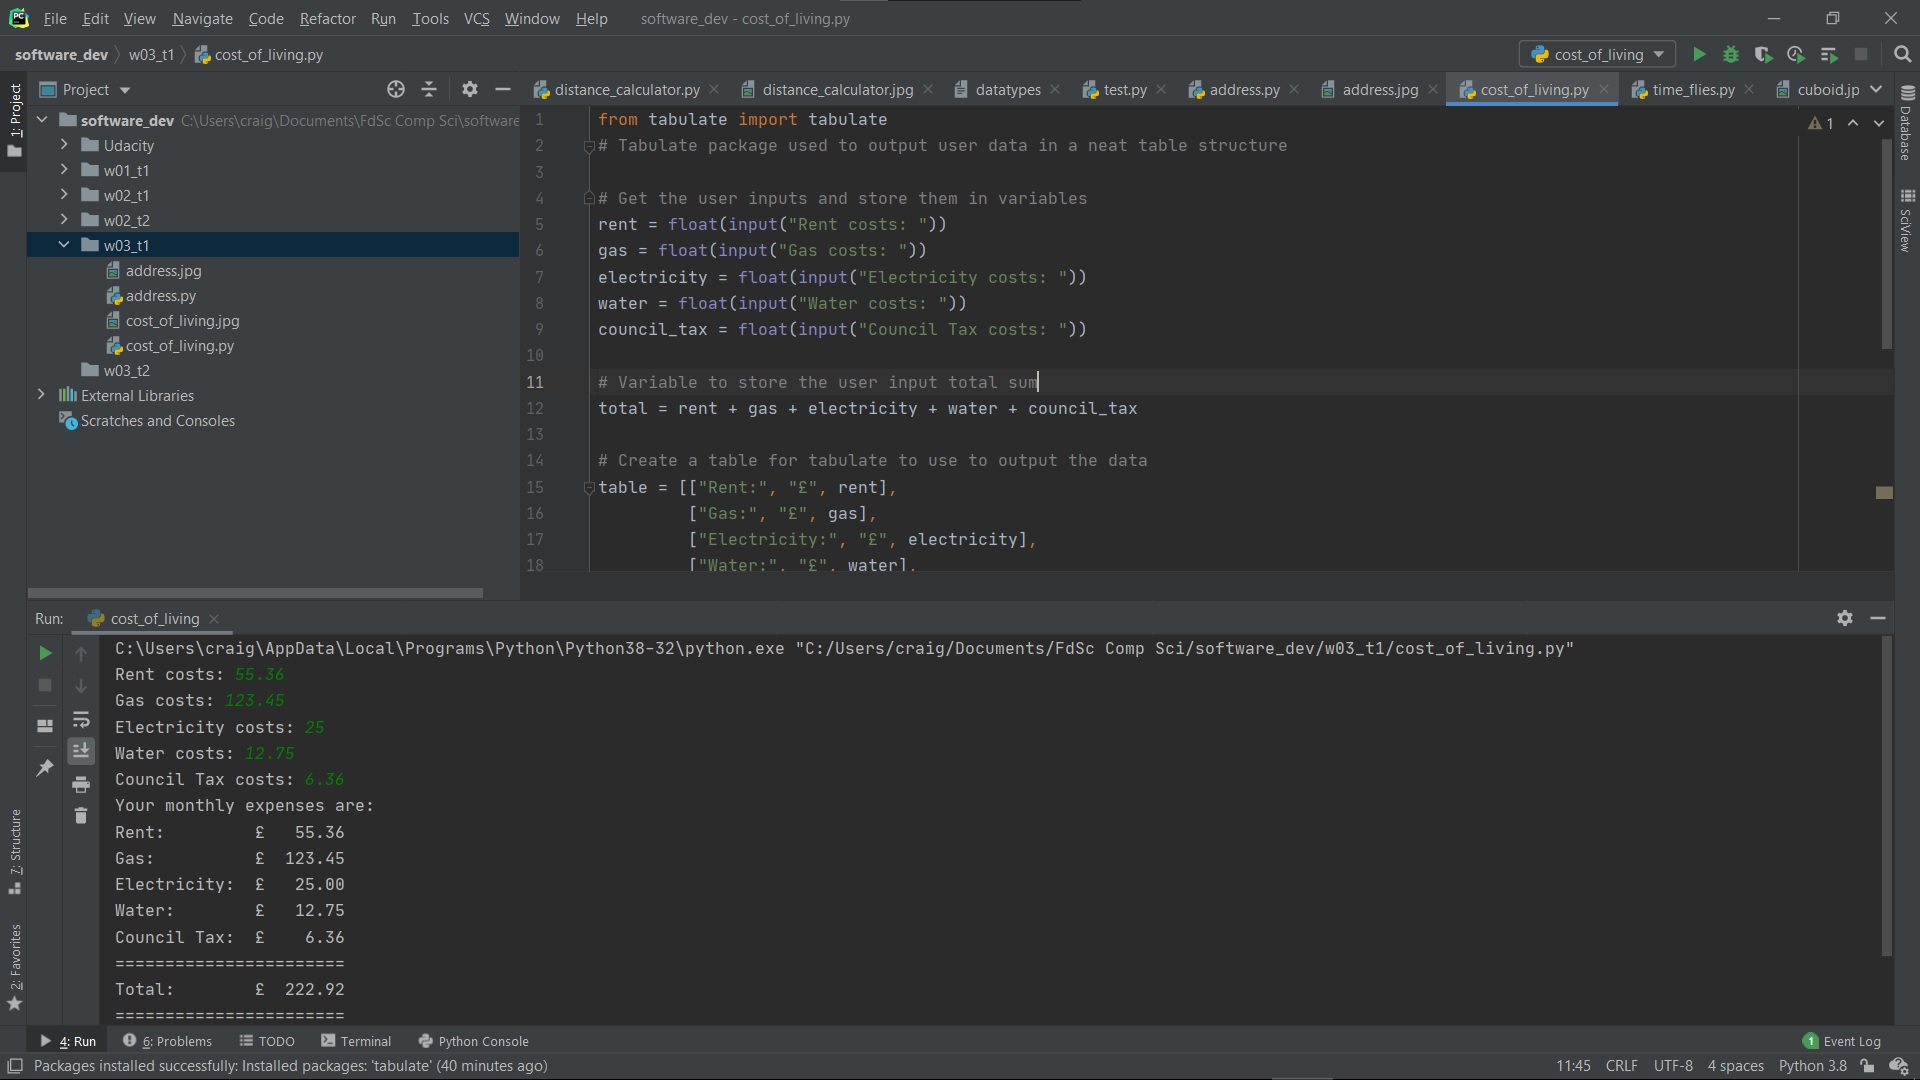 File Edit View Navigate Code Refactor Run Tools VCS Window Help software_dev - cost_of_living.py
software_dev w03_t1 cost_of_living.py cost_of_living
1: Project
Project
distance_calculator.py distance_calculator.jpg datatypes test.py address.py address.jpg cost_of_living.py time_flies.py cuboid.jp
software_dev C:\Users\craig\Documents\FdSc Comp Sci\software
Udacity
w01_t1
w02_t1
w02_t2
w03_t1
address.jpg
address.py
cost_of_living.jpg
cost_of_living.py
w03_t2
External Libraries
Scratches and Consoles
1 from tabulate import tabulate
2 # Tabulate package used to output user data in a neat table structure
3
4 # Get the user inputs and store them in variables
5 rent = float(input("Rent costs: "))
6 gas = float(input("Gas costs: "))
7 electricity = float(input("Electricity costs: "))
8 water = float(input("Water costs: "))
9 council_tax = float(input("Council Tax costs: "))
10
11 # Variable to store the user input total sum
12 total = rent + gas + electricity + water + council_tax
13
14 # Create a table for tabulate to use to output the data
15 table = [["Rent:", "£", rent],
16 ["Gas:", "£", gas],
17 ["Electricity:", "£", electricity],
18 ["Water:", "£", water],
1
Database
SciView
Run: cost_of_living
C:\Users\craig\AppData\Local\Programs\Python\Python38-32\python.exe "C:/Users/craig/Documents/FdSc Comp Sci/software_dev/w03_t1/cost_of_living.py"
Rent costs: 55.36
Gas costs: 123.45
Electricity costs: 25
Water costs: 12.75
Council Tax costs: 6.36
Your monthly expenses are:
Rent: £ 55.36
Gas: £ 123.45
Electricity: £ 25.00
Water: £ 12.75
Council Tax: £ 6.36
=======================
Total: £ 222.92
=======================
7: Structure
2: Favorites
4: Run 6: Problems TODO Terminal Python Console 1 Event Log
Packages installed successfully: Installed packages: 'tabulate' (40 minutes ago) 11:45 CRLF UTF-8 4 spaces Python 3.8